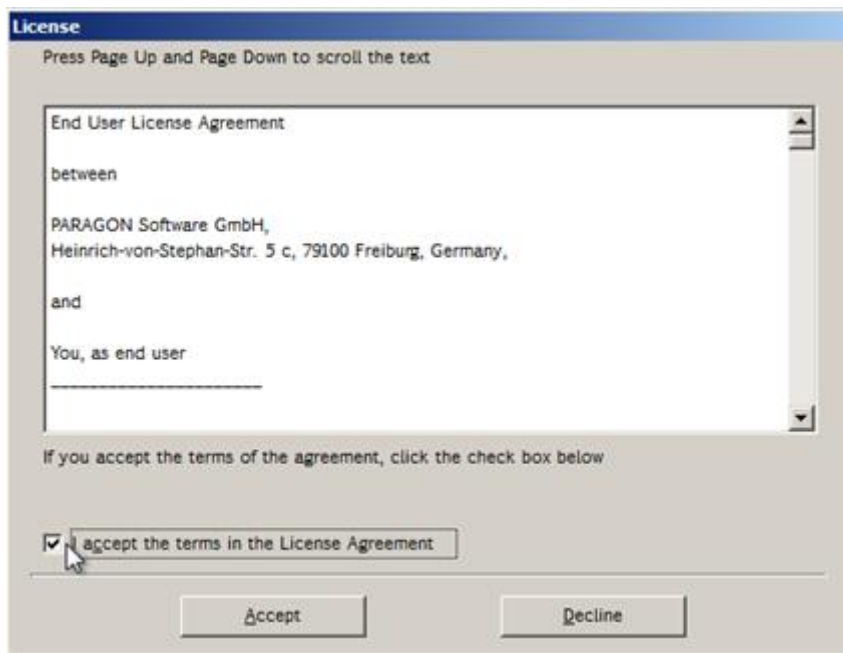 License
Press Page Up and Page Down to scroll the text
End User License Agreement
between
PARAGON Software GmbH,
Heinrich-von-Stephan-Str. 5 c, 79100 Freiburg, Germany,
and
You, as end user
______________________
If you accept the terms of the agreement, click the check box below
I accept the terms in the License Agreement
Accept
Decline